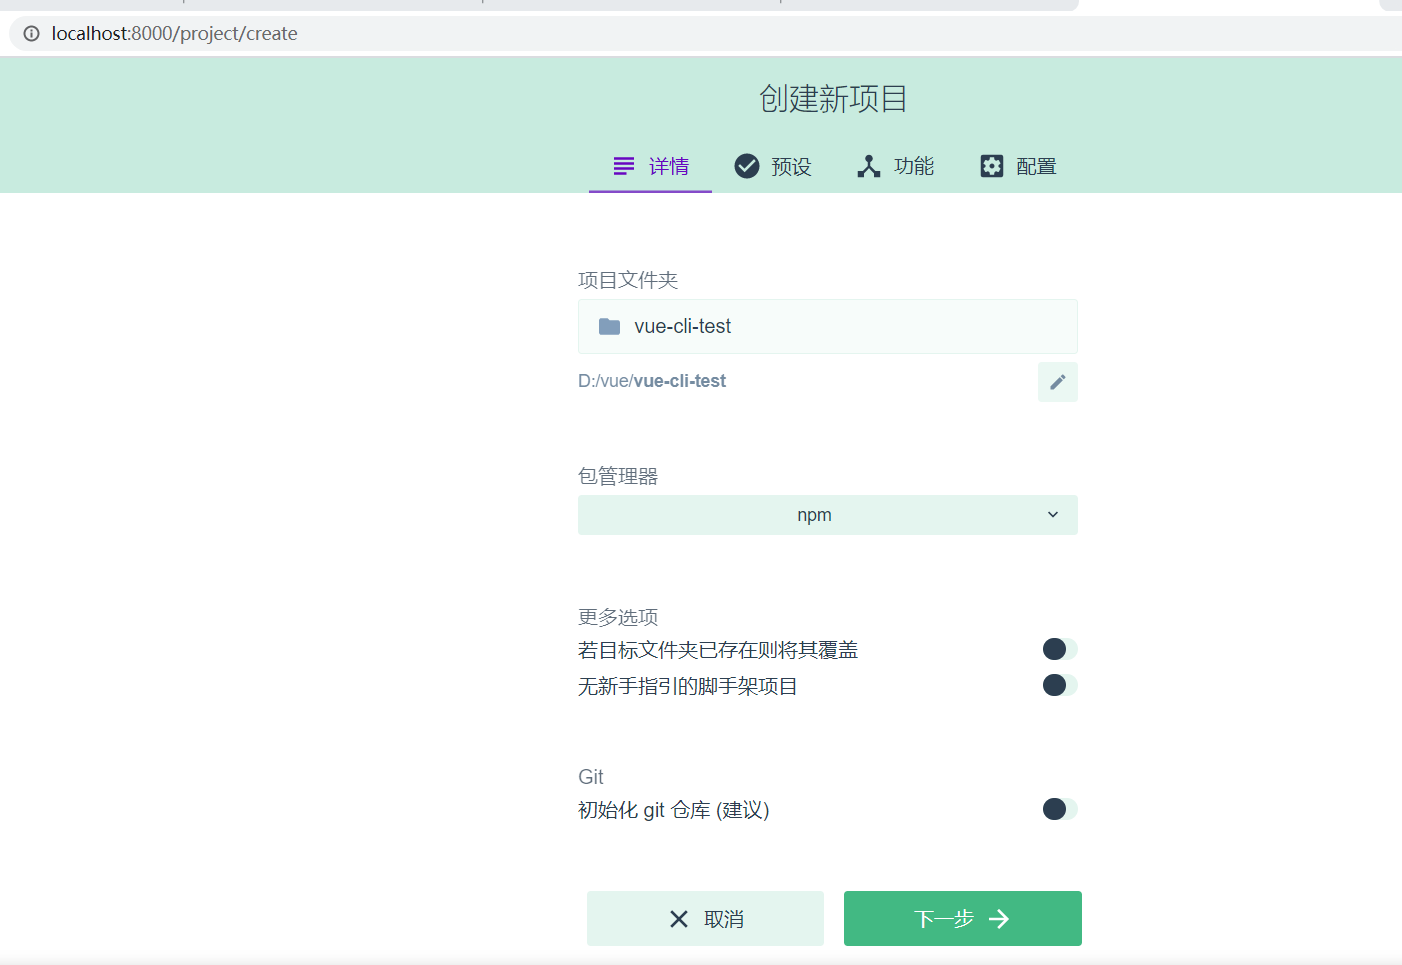 localhost:8000/project/create
创建新项目
详情 预设 功能 配置
项目文件夹
vue-cli-test
D:/vue/vue-cli-test
包管理器
npm
更多选项
若目标文件夹已存在则将其覆盖
无新手指引的脚手架项目
Git
初始化 git 仓库 (建议)
取消 下一步